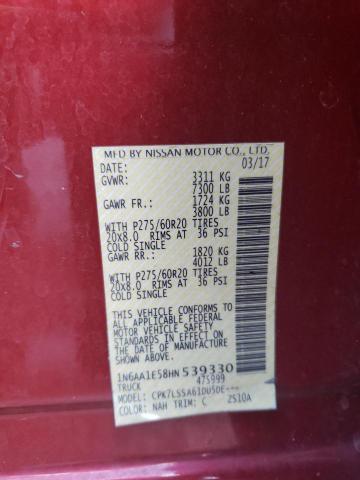 MFD BY NISSAN MOTOR CO., LTD.
DATE: 03/17
GVWR: 3311 KG
7300 LB
GAWR FR.: 1724 KG
3800 LB
WITH P275/60R20 TIRES
20X8.0 RIMS AT 36 PSI
COLD SINGLE
GAWR RR.: 1820 KG
4012 LB
WITH P275/60R20 TIRES
20X8.0 RIMS AT 36 PSI
COLD SINGLE
THIS VEHICLE CONFORMS TO ALL
APPLICABLE FEDERAL MOTOR
VEHICLE SAFETY STANDARDS
IN EFFECT ON THE DATE OF
MANUFACTURE SHOWN ABOVE.
1N6AA1E58HN539330
TRUCK 475999
MODEL: CPK7LSSA61DU5DE---
COLOR: NAH TRIM: C 2S10A